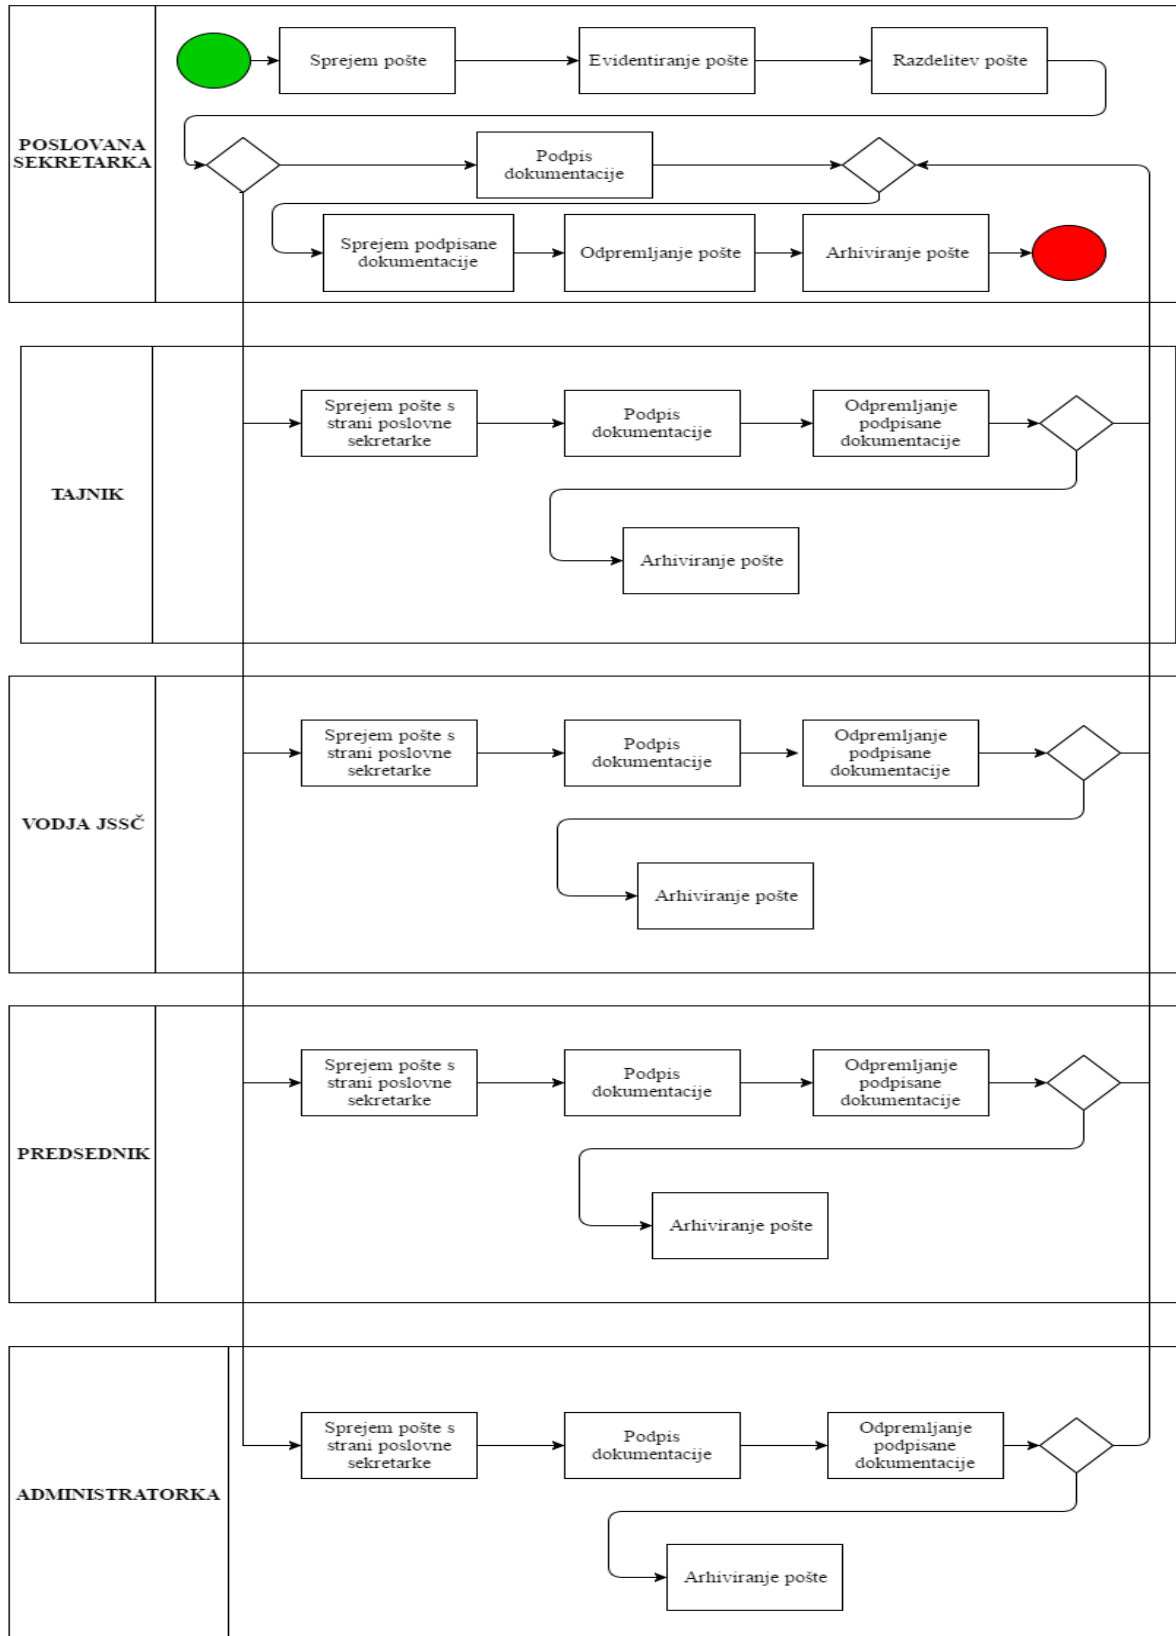 POSLOVANA
SEKRETARKA
Sprejem pošte
Evidentiranje pošte
Razdelitev pošte
Podpis
dokumentacije
Sprejem podpisane
dokumentacije
Odpremljanje pošte
Arhiviranje pošte
TAJNIK
Sprejem pošte s
strani poslovne
sekretarke
Podpis
dokumentacije
Odpremljanje
podpisane
dokumentacije
Arhiviranje pošte
VODJA JSSČ
Sprejem pošte s
strani poslovne
sekretarke
Podpis
dokumentacije
Odpremljanje
podpisane
dokumentacije
Arhiviranje pošte
PREDSEDNIK
Sprejem pošte s
strani poslovne
sekretarke
Podpis
dokumentacije
Odpremljanje
podpisane
dokumentacije
Arhiviranje pošte
ADMINISTRATORKA
Sprejem pošte s
strani poslovne
sekretarke
Podpis
dokumentacije
Odpremljanje
podpisane
dokumentacije
Arhiviranje pošte